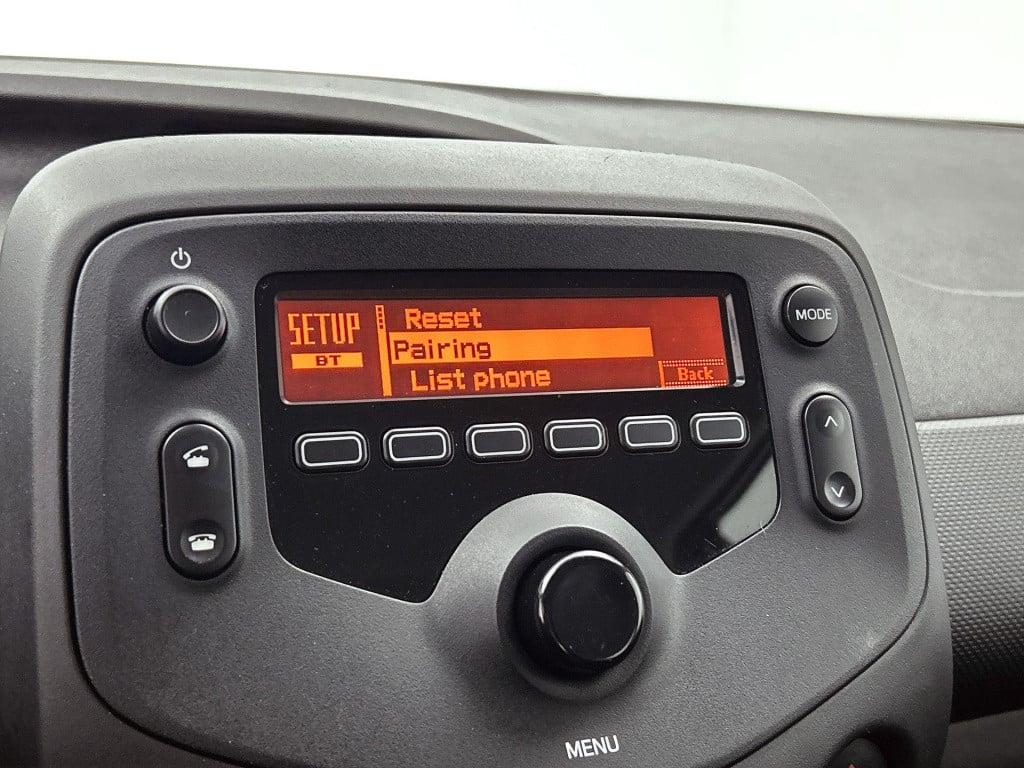 SETUP
BT
Reset
Pairing
List phone
Back
MODE
MENU